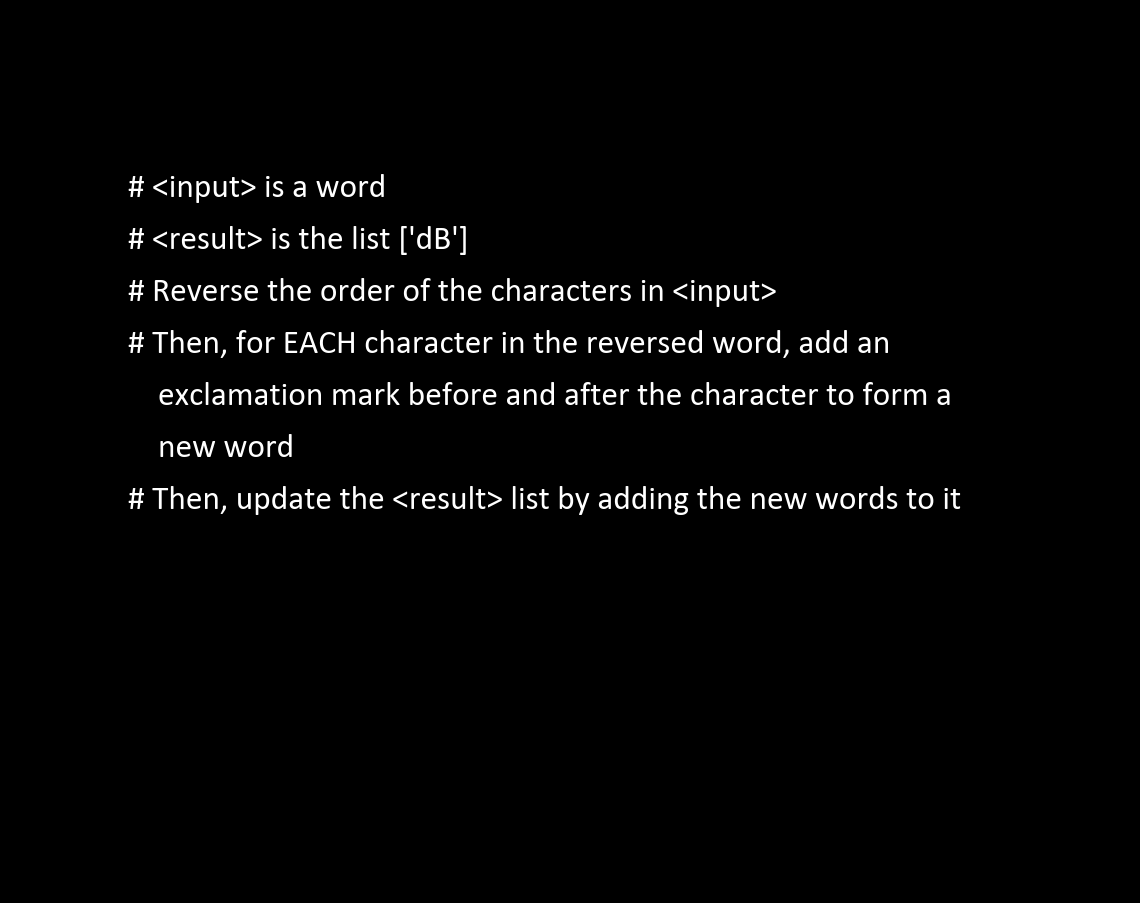 # <input> is a word
# <result> is the list ['dB']
# Reverse the order of the characters in <input>
# Then, for EACH character in the reversed word, add an
exclamation mark before and after the character to form a
new word
# Then, update the <result> list by adding the new words to it